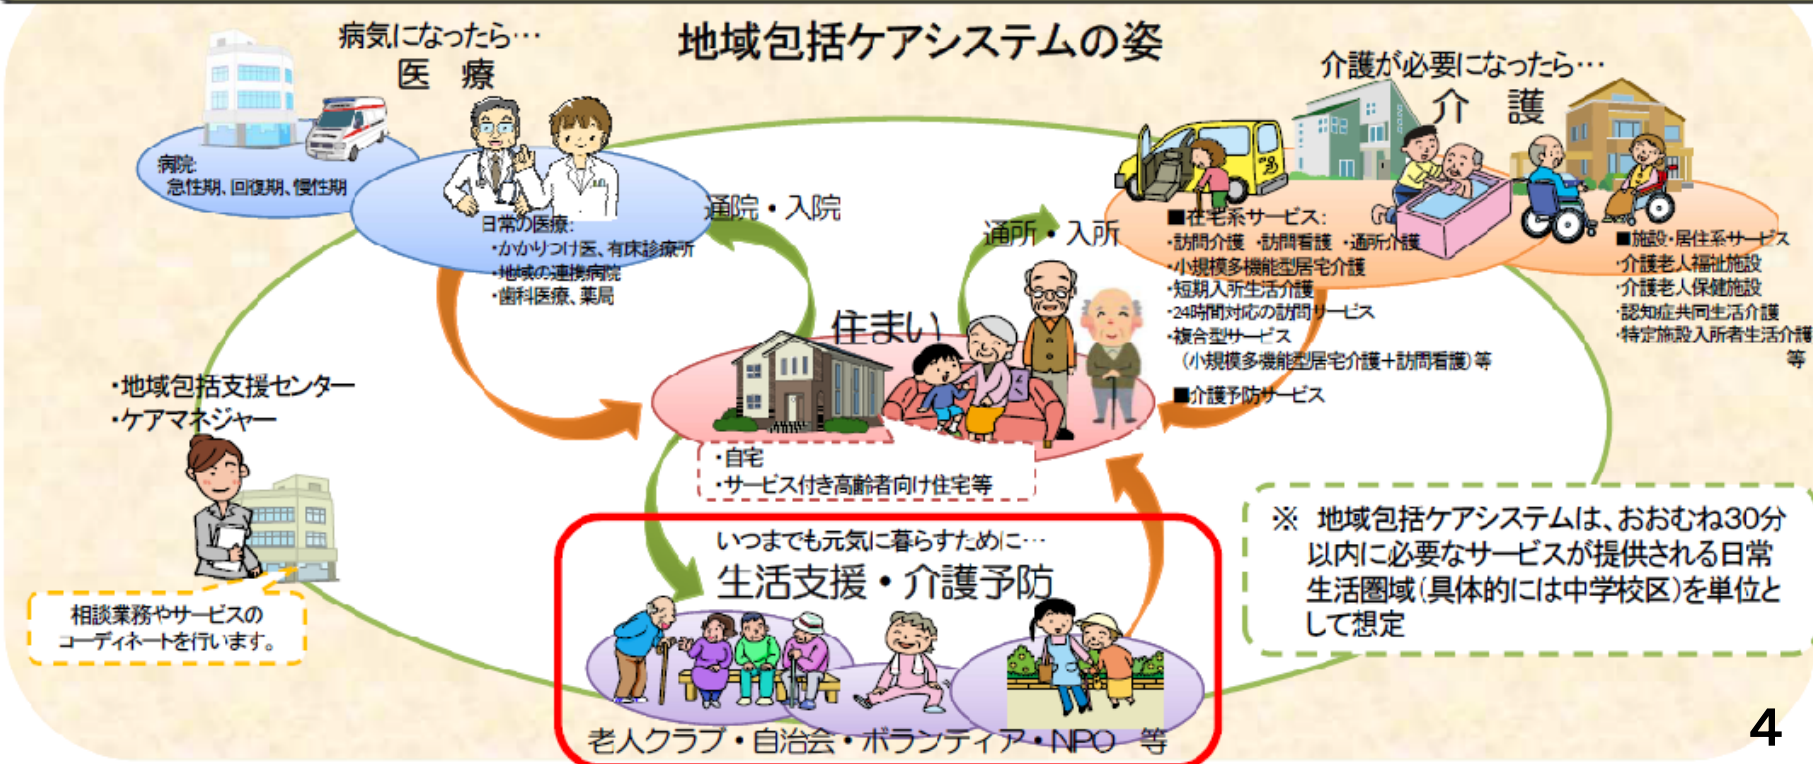 地域包括ケアシステムの姿
病気になったら…
医 療
病院:
急性期、回復期、慢性期
日常の医療:
・かかりつけ医、有床診療所
・地域の連携病院
・歯科医療、薬局
通院・入院
通所・入所
介護が必要になったら…
介 護
■在宅系サービス:
・訪問介護 ・訪問看護 ・通所介護
・小規模多機能型居宅介護
・短期入所生活介護
・24時間対応の訪問サービス
・複合型サービス
(小規模多機能型居宅介護+訪問看護)等
■介護予防サービス
■施設・居住系サービス
・介護老人福祉施設
・介護老人保健施設
・認知症共同生活介護
・特定施設入所者生活介護
等
住まい
・自宅
・サービス付き高齢者向け住宅等
・地域包括支援センター
・ケアマネジャー
相談業務やサービスの
コーディネートを行います。
いつまでも元気に暮らすために…
生活支援・介護予防
老人クラブ・自治会・ボランティア・NPO 等
※ 地域包括ケアシステムは、おおむね30分
以内に必要なサービスが提供される日常
生活圏域(具体的には中学校区)を単位と
して想定
4